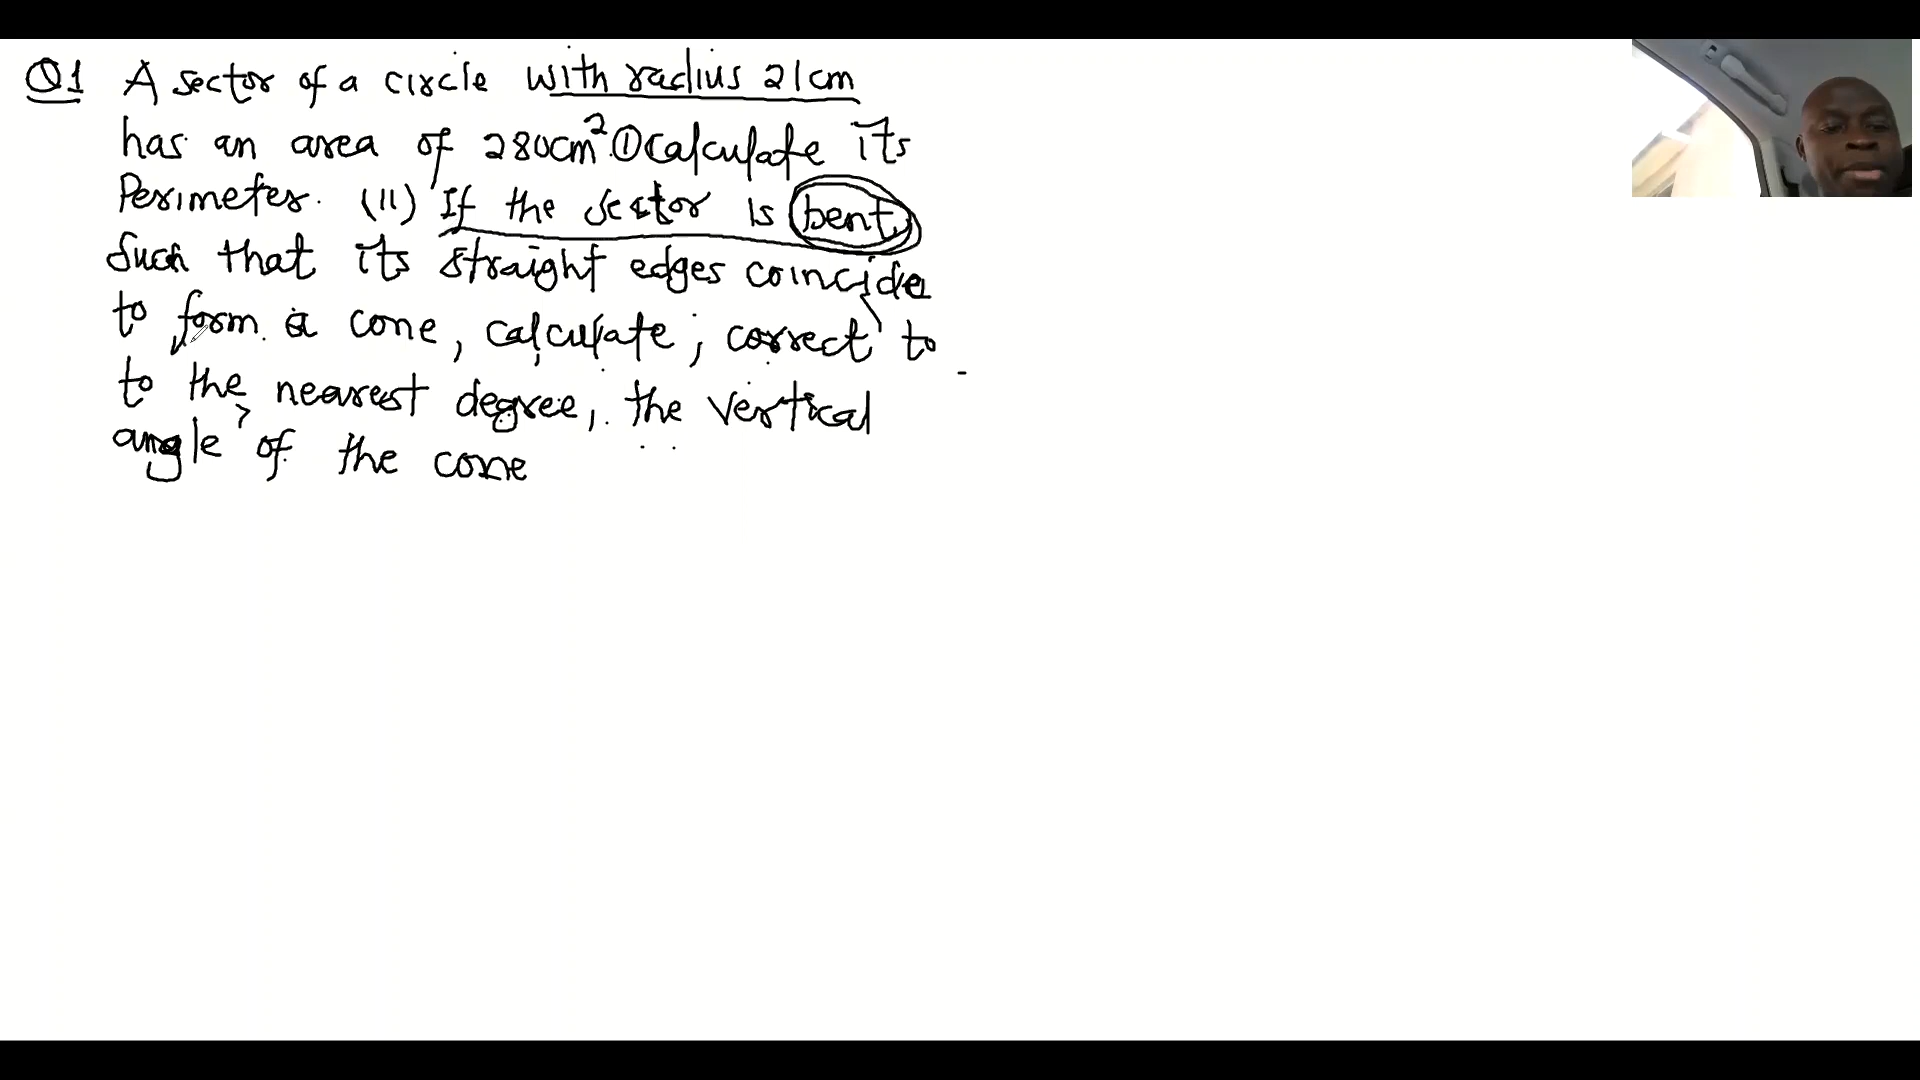 Q1 A sector of a circle with radius 21cm
has an area of 280cm² ① Calculate its
Perimeter. (11) If the sector is bent,
Such that its straight edges coincide
to form a cone, calculate, correct to
to the nearest degree, the vertical
angle of the cone